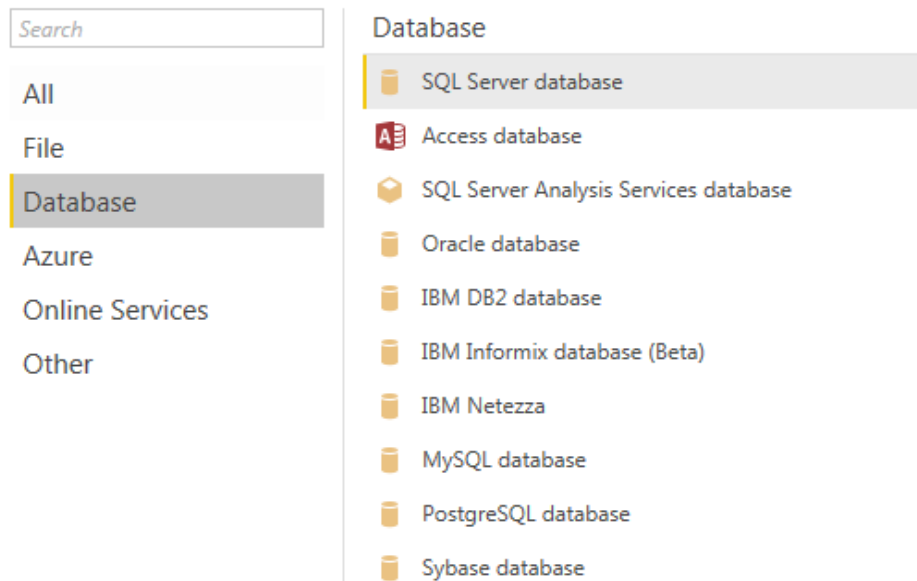 Search
All
File
Database
Azure
Online Services
Other
Database
SQL Server database
A Access database
SQL Server Analysis Services database
Oracle database
IBM DB2 database
IBM Informix database (Beta)
IBM Netezza
MySQL database
PostgreSQL database
Sybase database